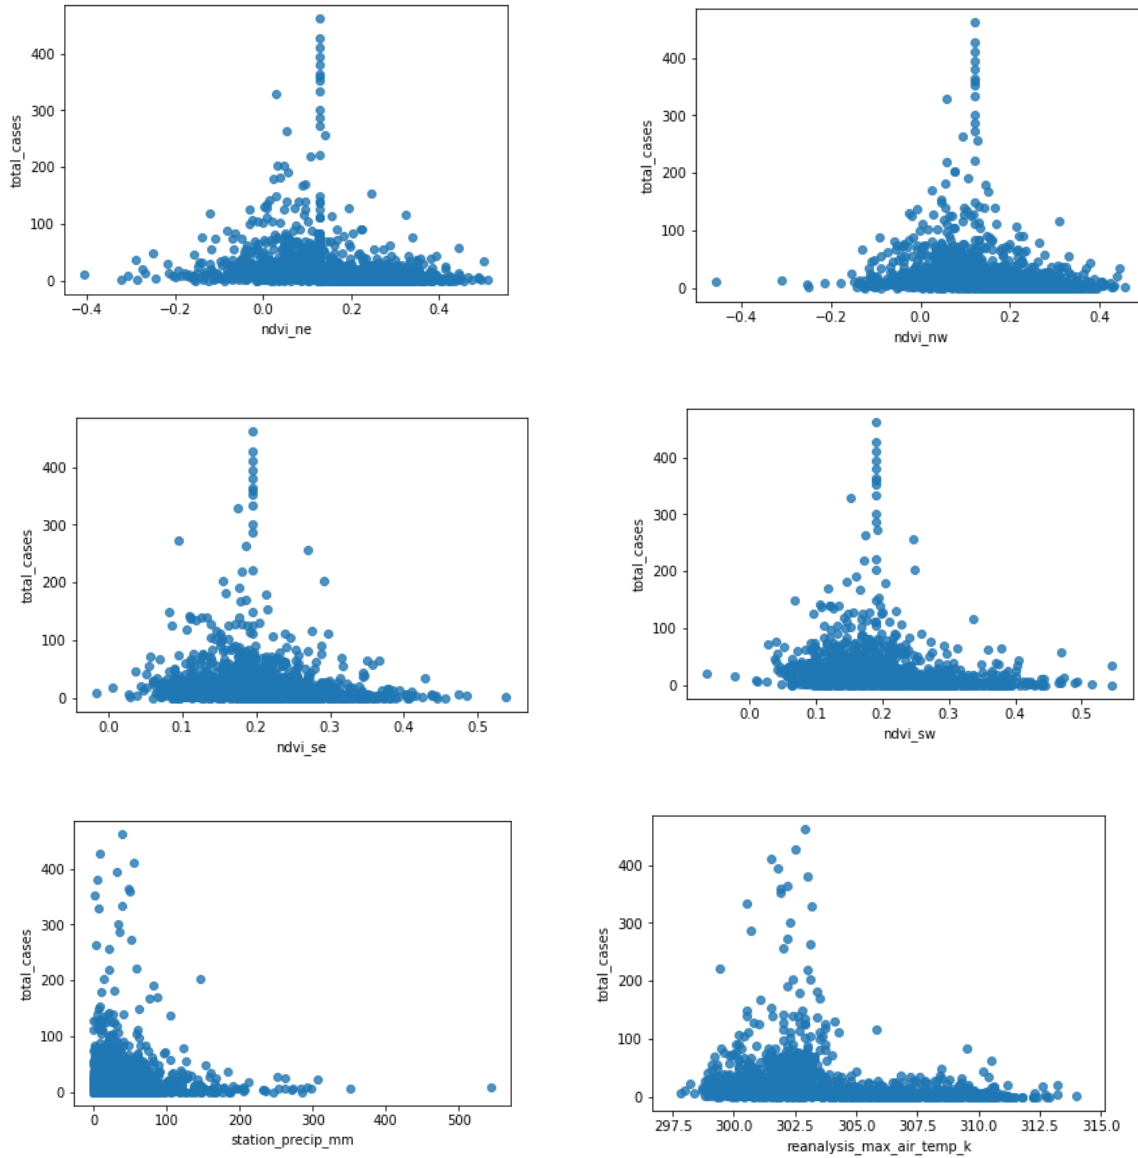 total_cases
400
300
200
100
0
−0.4 −0.2 0.0 0.2 0.4
ndvi_ne
total_cases
400
300
200
100
0
−0.4 −0.2 0.0 0.2 0.4
ndvi_nw
total_cases
400
300
200
100
0
0.0 0.1 0.2 0.3 0.4 0.5
ndvi_se
total_cases
400
300
200
100
0
0.0 0.1 0.2 0.3 0.4 0.5
ndvi_sw
total_cases
400
300
200
100
0
0 100 200 300 400 500
station_precip_mm
total_cases
400
300
200
100
0
297.5 300.0 302.5 305.0 307.5 310.0 312.5 315.0
reanalysis_max_air_temp_k